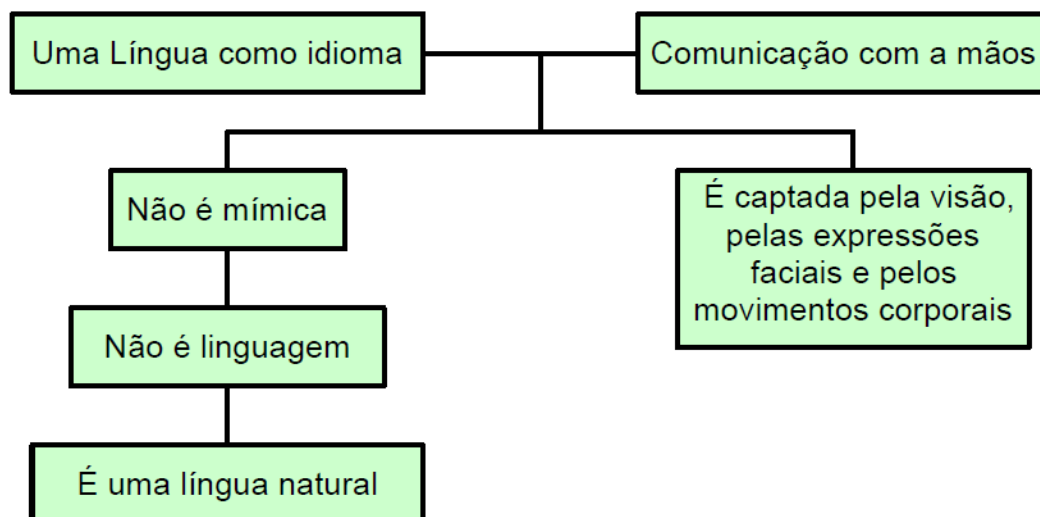 Uma Língua como idioma
Comunicação com a mãos
Não é mímica
É captada pela visão,
pelas expressões
faciais e pelos
movimentos corporais
Não é linguagem
É uma língua natural